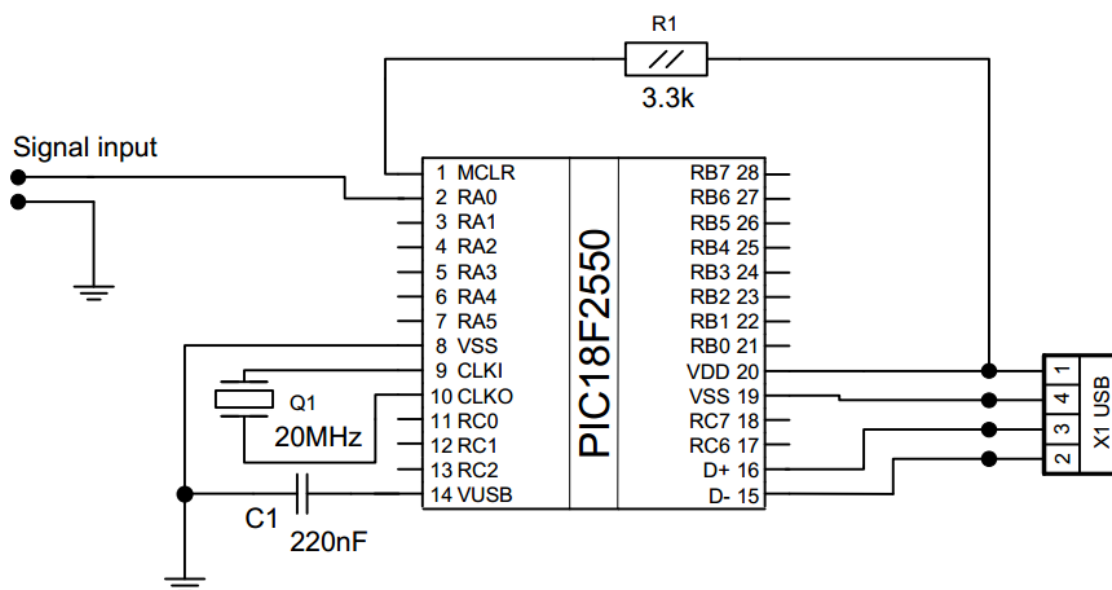 R1
3.3k
Signal input
1 MCLR
2 RA0
3 RA1
4 RA2
5 RA3
6 RA4
7 RA5
8 VSS
9 CLKI
10 CLKO
11 RC0
12 RC1
13 RC2
14 VUSB
PIC18F2550
RB7 28
RB6 27
RB5 26
RB4 25
RB3 24
RB2 23
RB1 22
RB0 21
VDD 20
VSS 19
RC7 18
RC6 17
D+ 16
D- 15
Q1
20MHz
C1
220nF
1
4
3
2
X1 USB